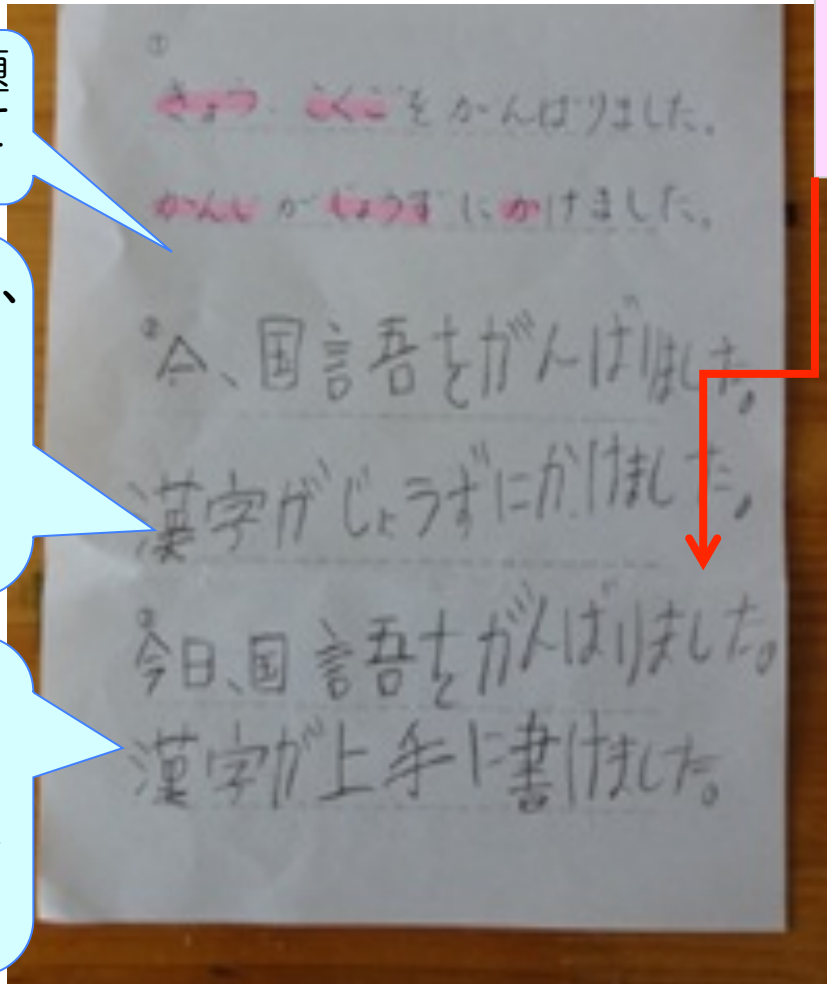 ①
きょう、こくごをがんばりました。
かんじがじょうずにかけました。
②
今、国語をがんばりました。
漢字がじょうずにかけました。
③
今日、国語をがんばりました。
漢字が上手に書けました。